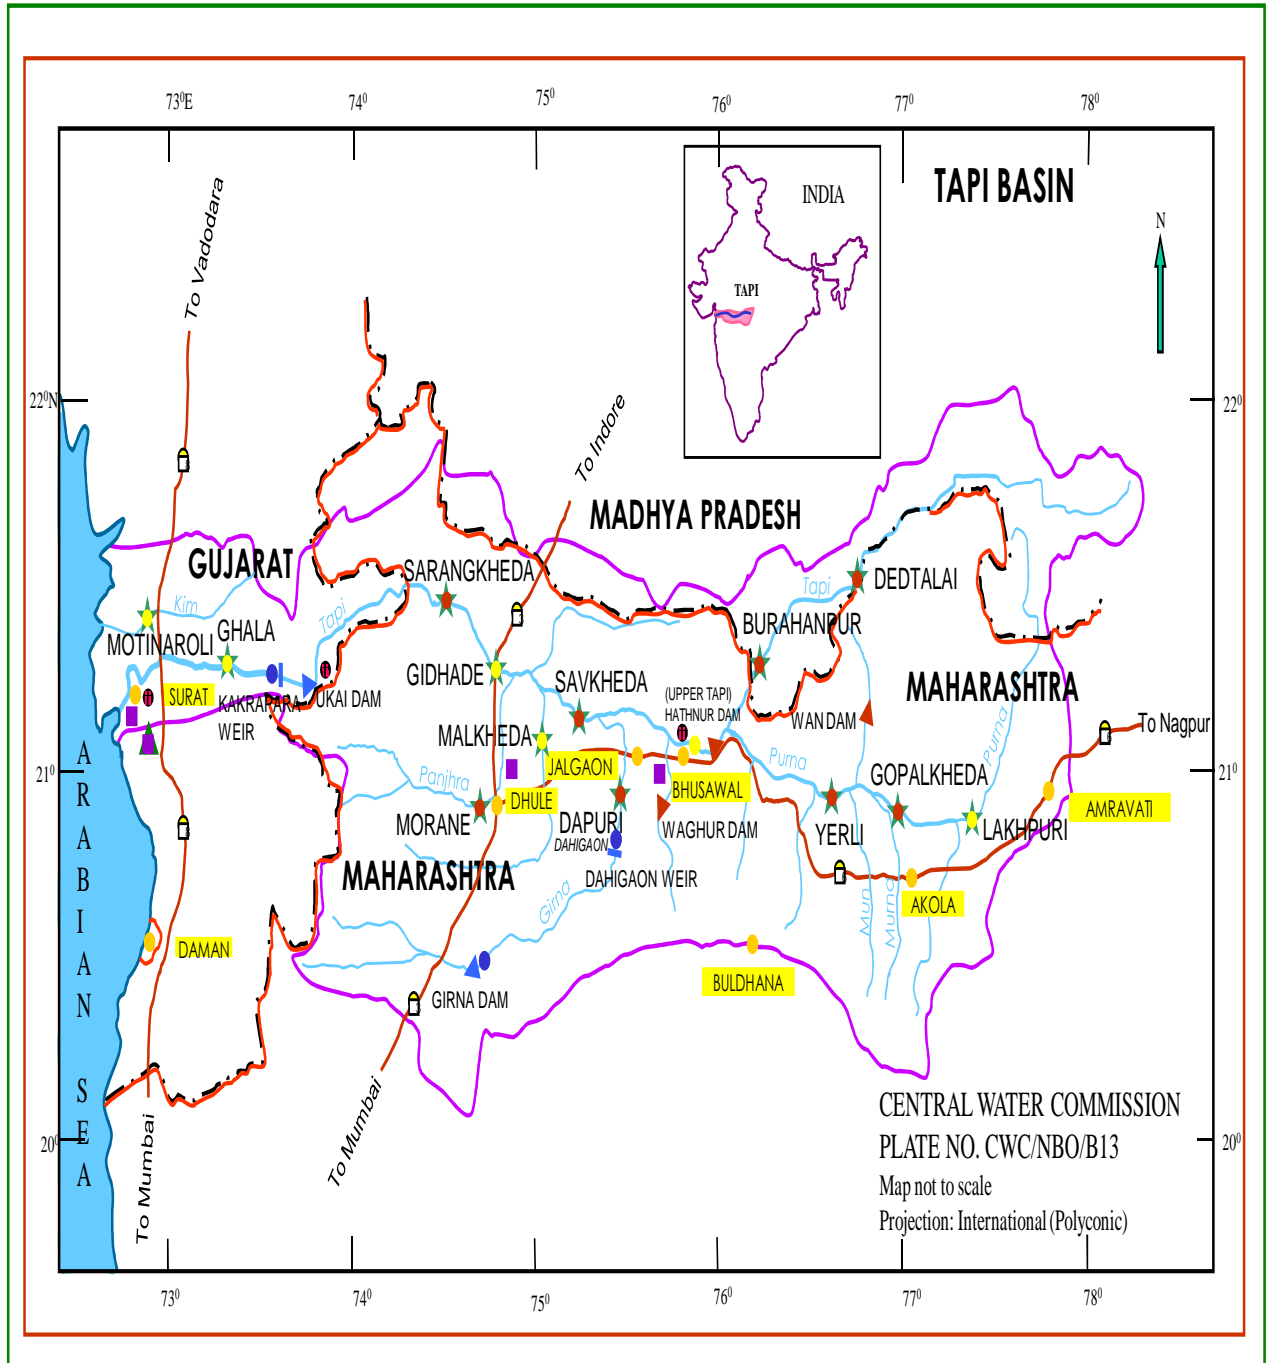 73⁰E
74⁰
75⁰
76⁰
77⁰
78⁰
TAPI BASIN
INDIA
TAPI
N
To Vadodara
To Indore
22⁰N
22⁰
MADHYA PRADESH
GUJARAT
SARANGKHEDA
DEDTALAI
Kim
Tapi
Tapi
MOTINAROLI
GHALA
BURAHANPUR
GIDHADE
SAVKHEDA
MAHARASHTRA
SURAT
KAKRAPARA
WEIR
UKAI DAM
(UPPER TAPI)
HATHNUR DAM
WAN DAM
Purna
To Nagpur
MALKHEDA
JALGAON
Purna
21⁰
21⁰
Panjhra
DHULE
BHUSAWAL
GOPALKHEDA
AMRAVATI
MORANE
DAPURI
DAHIGAON
WAGHUR DAM
YERLI
LAKHPURI
MAHARASHTRA
DAHIGAON WEIR
Girna
Mun
Murna
AKOLA
DAMAN
BULDHANA
GIRNA DAM
ARABIAN SEA
To Mumbai
To Mumbai
20⁰
20⁰
CENTRAL WATER COMMISSION
PLATE NO. CWC/NBO/B13
Map not to scale
Projection: International (Polyconic)
73⁰
74⁰
75⁰
76⁰
77⁰
78⁰